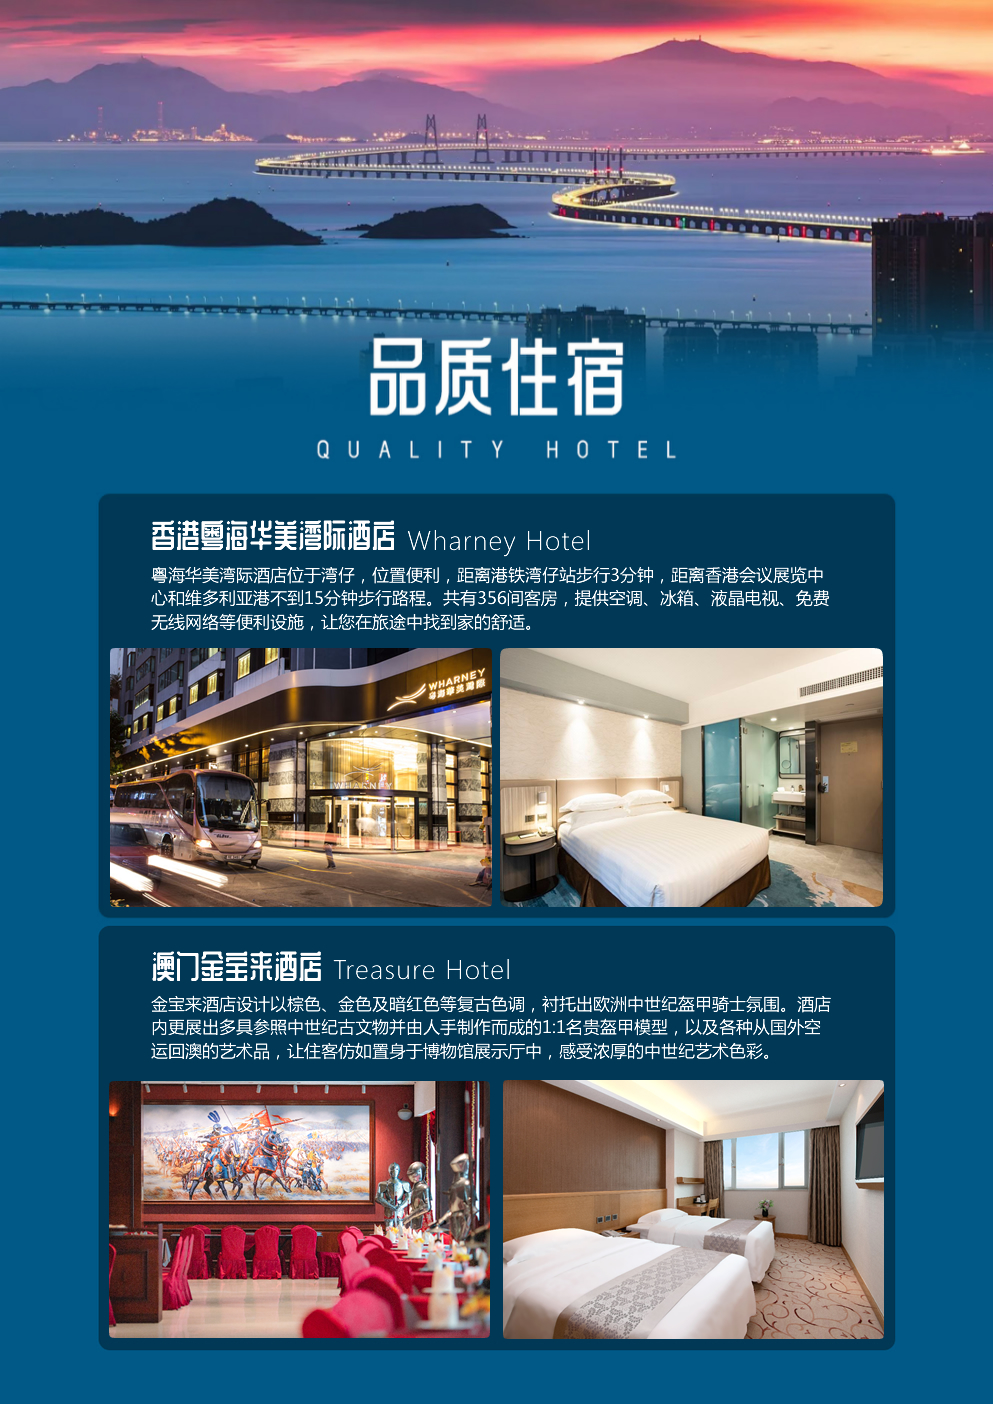 品质住宿
QUALITY HOTEL
香港粤海华美湾际酒店 Wharney Hotel
粤海华美湾际酒店位于湾仔，位置便利，距离港铁湾仔站步行3分钟，距离香港会议展览中
心和维多利亚港不到15分钟步行路程。共有356间客房，提供空调、冰箱、液晶电视、免费
无线网络等便利设施，让您在旅途中找到家的舒适。
WHARNEY
粤海華美灣際
WHARNEY
澳门金宝来酒店 Treasure Hotel
金宝来酒店设计以棕色、金色及暗红色等复古色调，衬托出欧洲中世纪盔甲骑士氛围。酒店
内更展出多具参照中世纪古文物并由人手制作而成的1:1名贵盔甲模型，以及各种从国外空
运回澳的艺术品，让住客仿如置身于博物馆展示厅中，感受浓厚的中世纪艺术色彩。